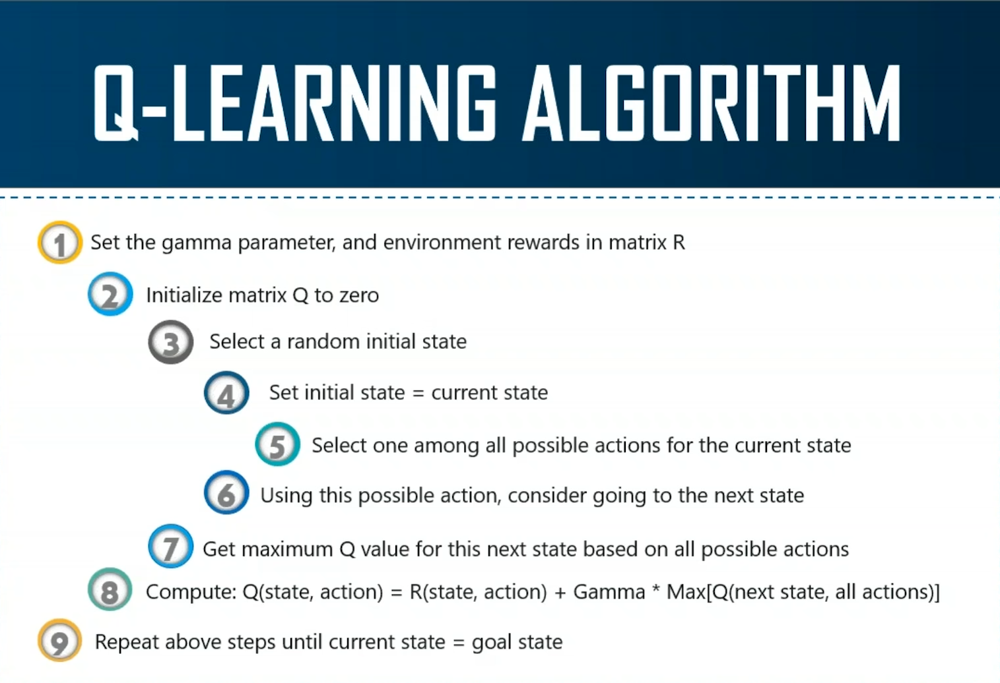 Q-LEARNING ALGORITHM
1 Set the gamma parameter, and environment rewards in matrix R
2 Initialize matrix Q to zero
3 Select a random initial state
4 Set initial state = current state
5 Select one among all possible actions for the current state
6 Using this possible action, consider going to the next state
7 Get maximum Q value for this next state based on all possible actions
8 Compute: Q(state, action) = R(state, action) + Gamma * Max[Q(next state, all actions)]
9 Repeat above steps until current state = goal state